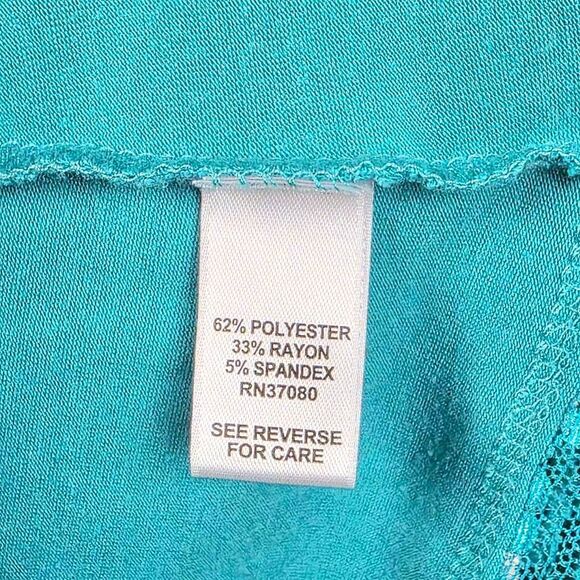 62% POLYESTER
33% RAYON
5% SPANDEX
RN37080
SEE REVERSE
FOR CARE